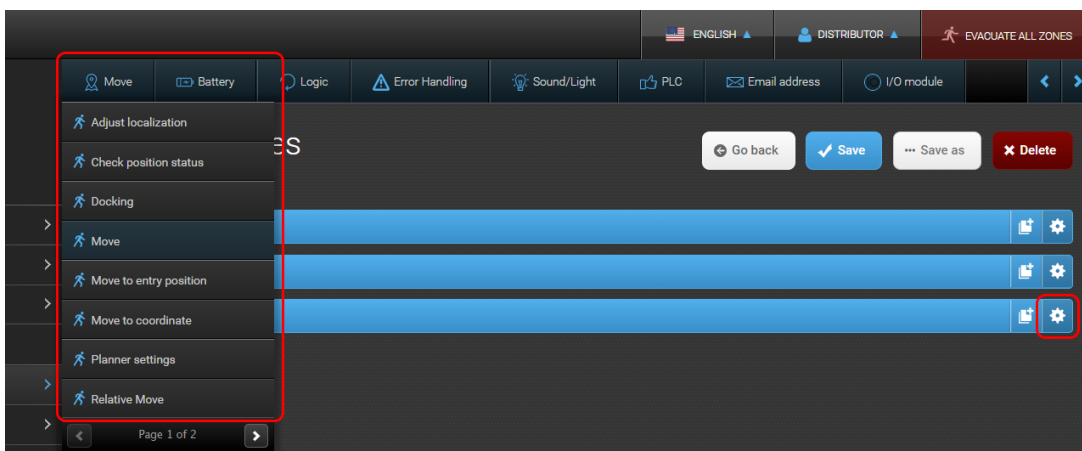 ENGLISH DISTRIBUTOR EVACUATE ALL ZONES
Move Battery Logic Error Handling Sound/Light PLC Email address I/O module
Adjust localization
es
Go back Save Save as Delete
Check position status
Docking
Move
Move to entry position
Move to coordinate
Planner settings
Relative Move
Page 1 of 2